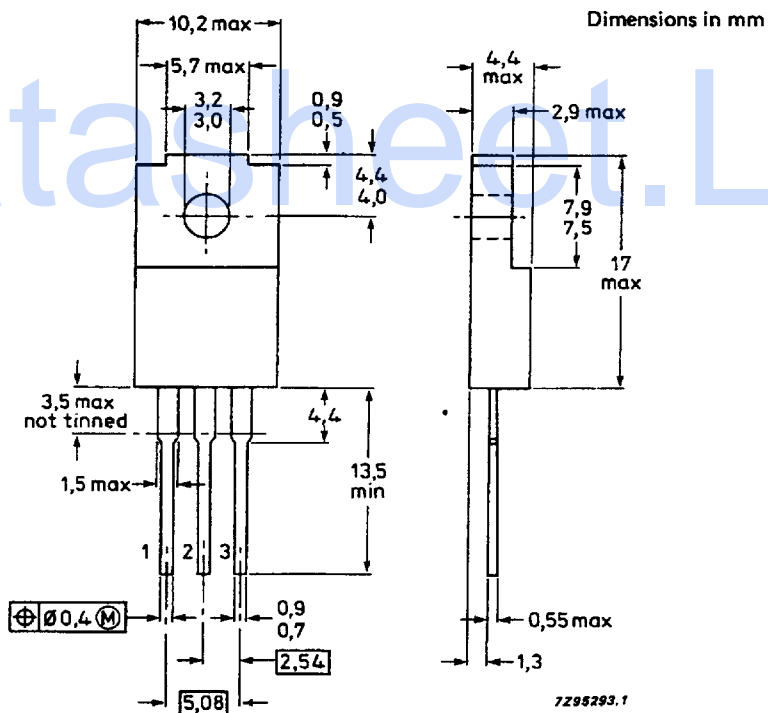 Dimensions in mm
10,2 max
5,7 max
3,2
3,0
0,9
0,5
4,4
4,0
4,4
max
2,9 max
7,9
7,5
17
max
3,5 max
not tinned
4,4
1,5 max
13,5
min
1 2 3
⌖ Ø 0,4 Ⓜ
0,9
0,7
2,54
5,08
0,55 max
1,3
7Z95293.1
atasheet.L